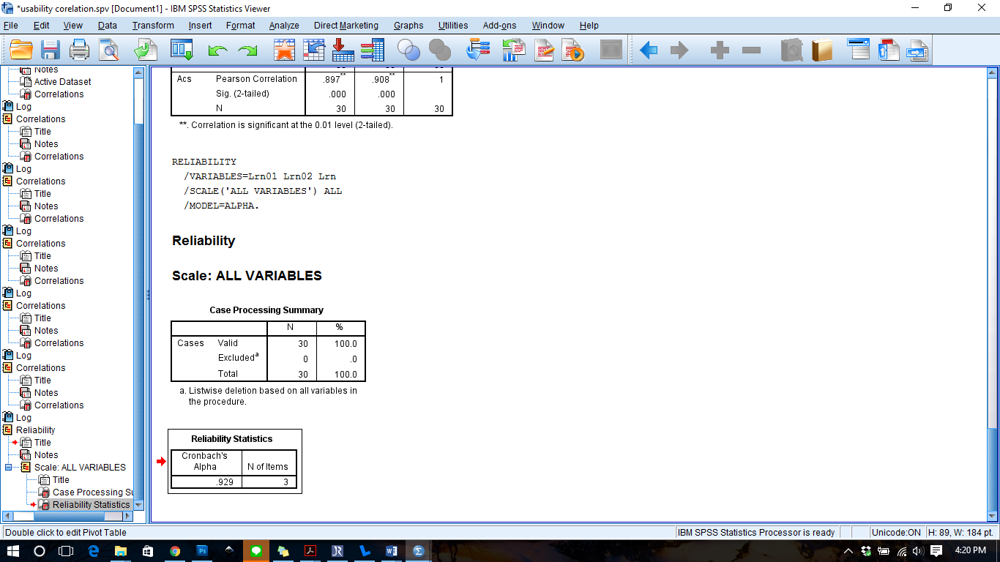 *usability corelation.spv [Document1] - IBM SPSS Statistics Viewer
File Edit View Data Transform Insert Format Analyze Direct Marketing Graphs Utilities Add-ons Window Help
Notes
Active Dataset
Correlations
Log
Correlations
Title
Notes
Correlations
Log
Correlations
Title
Notes
Correlations
Log
Correlations
Title
Notes
Correlations
Log
Correlations
Title
Notes
Correlations
Log
Correlations
Title
Notes
Correlations
Log
Reliability
Title
Notes
Scale: ALL VARIABLES
Title
Case Processing Su
Reliability Statistics
Acs Pearson Correlation .897** .908** 1
Sig. (2-tailed) .000 .000
N 30 30 30
**. Correlation is significant at the 0.01 level (2-tailed).
RELIABILITY
/VARIABLES=Lrn01 Lrn02 Lrn
/SCALE('ALL VARIABLES') ALL
/MODEL=ALPHA.
Reliability
Scale: ALL VARIABLES
Case Processing Summary
N %
Cases Valid 30 100.0
Excludeda 0 .0
Total 30 100.0
a. Listwise deletion based on all variables in
the procedure.
Reliability Statistics
Cronbach's
Alpha N of Items
.929 3
Double click to edit Pivot Table
IBM SPSS Statistics Processor is ready Unicode:ON H: 89, W: 184 pt.
4:20 PM